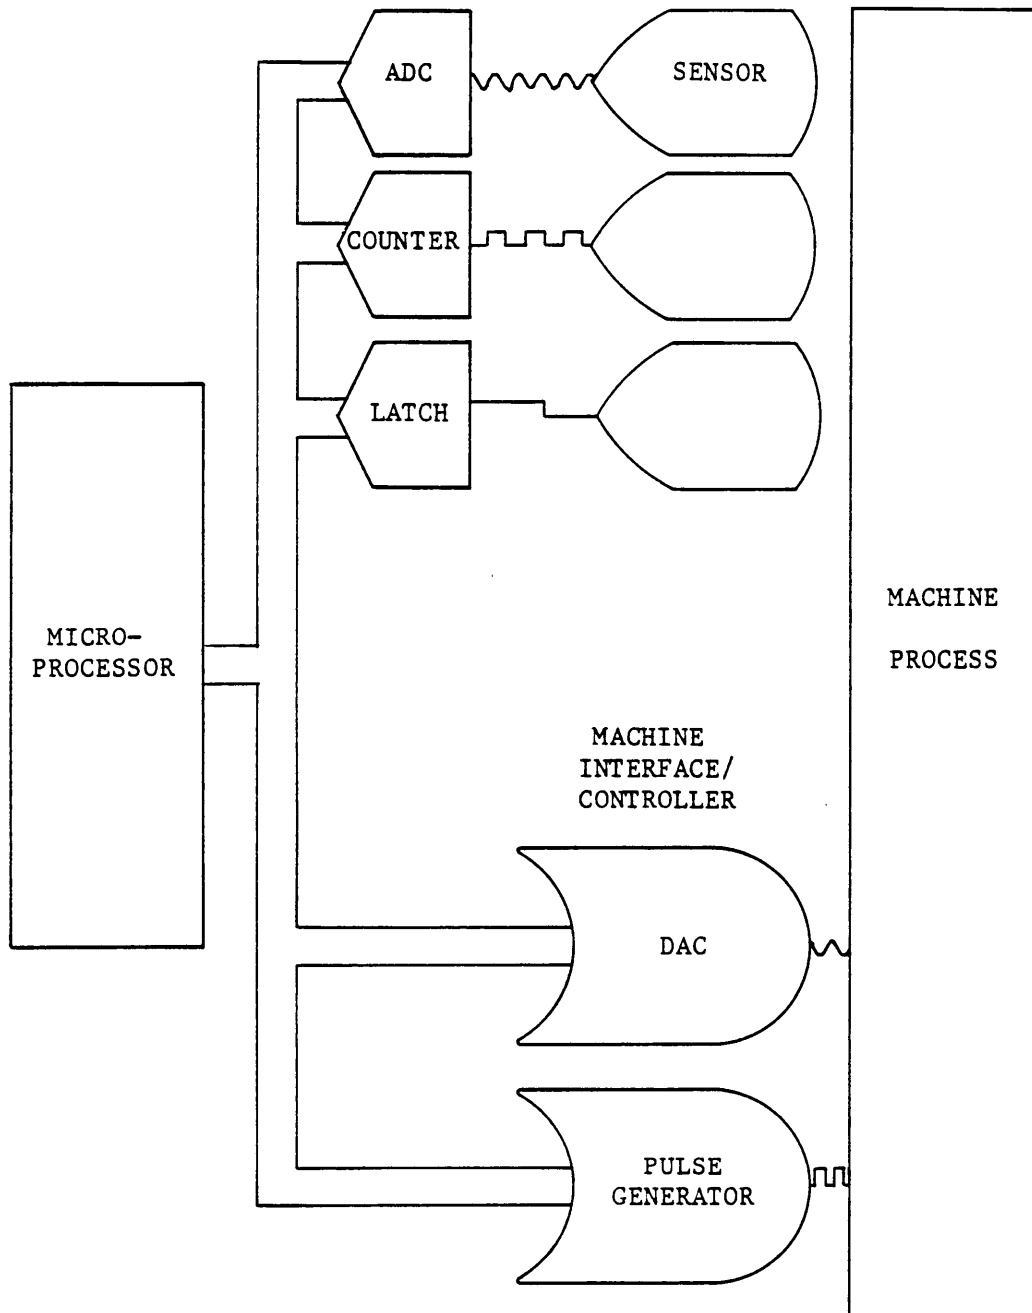 ADC
SENSOR
COUNTER
LATCH
MICRO-
PROCESSOR
MACHINE
PROCESS
MACHINE
INTERFACE/
CONTROLLER
DAC
PULSE
GENERATOR